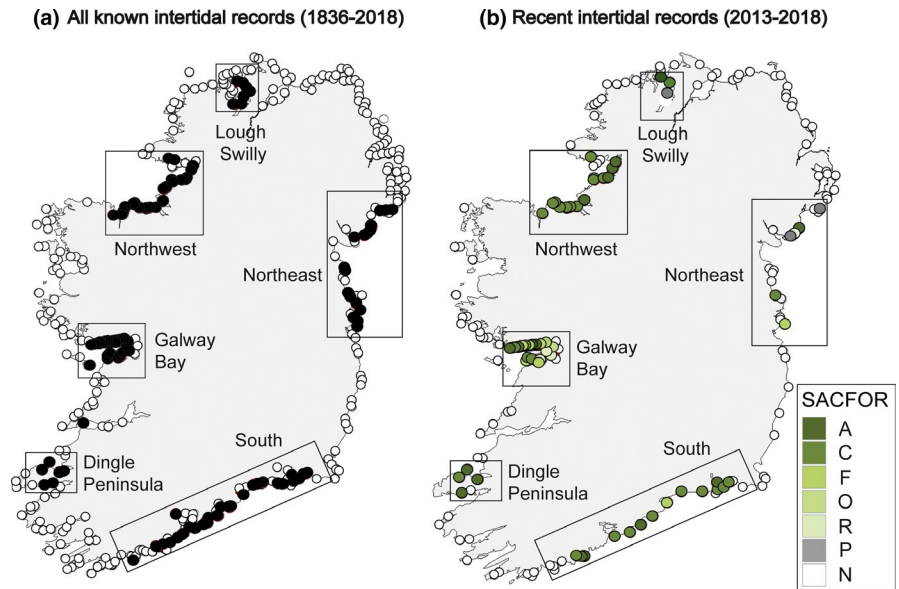 (a) All known intertidal records (1836-2018)
Lough
Swilly
Northwest
Northeast
Galway
Bay
South
Dingle
Peninsula
(b) Recent intertidal records (2013-2018)
Lough
Swilly
Northwest
Northeast
Galway
Bay
South
Dingle
Peninsula
SACFOR
A
C
F
O
R
P
N